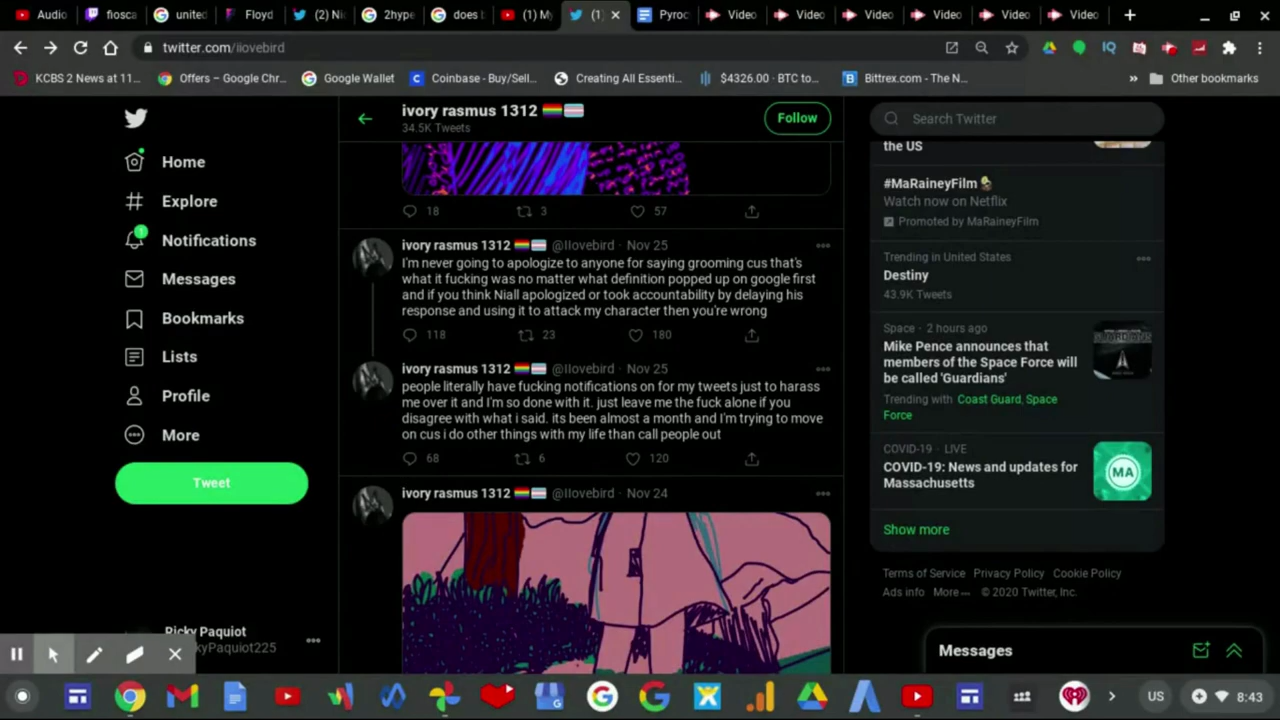 Audio
fiosca
united
Floyd
(2) Nic
2hype
does b
(1) My
(1)
Pyroc
Video
Video
Video
Video
Video
Video
twitter.com/iiovebird
KCBS 2 News at 11...
Offers – Google Chr...
Google Wallet
Coinbase - Buy/Sell...
Creating All Essenti...
$4326.00 · BTC to...
Bittrex.com - The N...
»
Other bookmarks
Home
Explore
Notifications
Messages
Bookmarks
Lists
Profile
More
Tweet
Ricky Paquiot
kyPaquiot225
ivory rasmus 1312
34.5K Tweets
Follow
18 3 57
ivory rasmus 1312 @IIovebird · Nov 25
I'm never going to apologize to anyone for saying grooming cus that's
what it fucking was no matter what definition popped up on google first
and if you think Niall apologized or took accountability by delaying his
response and using it to attack my character then you're wrong
118 23 180
ivory rasmus 1312 @IIovebird · Nov 25
people literally have fucking notifications on for my tweets just to harass
me over it and I'm so done with it. just leave me the fuck alone if you
disagree with what i said. its been almost a month and I'm trying to move
on cus i do other things with my life than call people out
68 6 120
ivory rasmus 1312 @IIovebird · Nov 24
Search Twitter
the US
#MaRaineyFilm
Watch now on Netflix
Promoted by MaRaineyFilm
Trending in United States
Destiny
43.9K Tweets
Space · 2 hours ago
Mike Pence announces that
members of the Space Force will
be called 'Guardians'
Trending with Coast Guard, Space
Force
COVID-19 · LIVE
COVID-19: News and updates for
Massachusetts
MA
Show more
Terms of Service Privacy Policy Cookie Policy
Ads info More © 2020 Twitter, Inc.
Messages
US
8:43